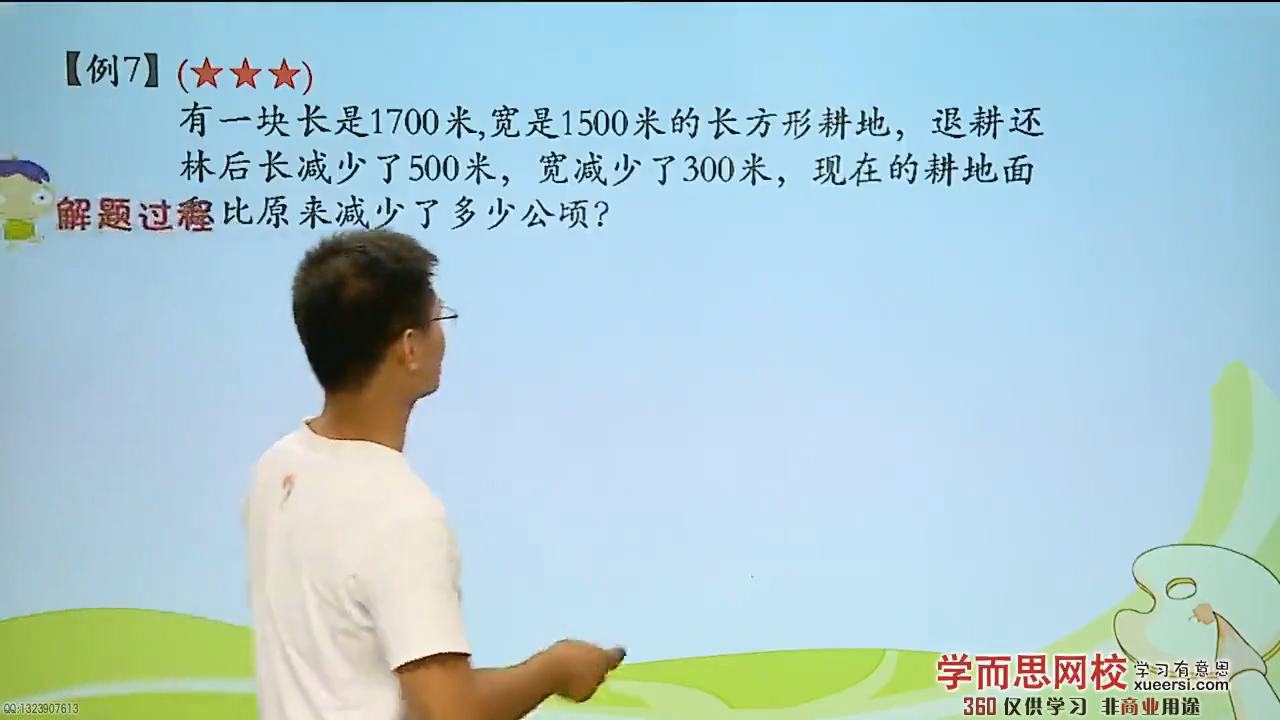 【例7】(★★★)
有一块长是1700米,宽是1500米的长方形耕地，退耕还
林后长减少了500米，宽减少了300米，现在的耕地面
比原来减少了多少公顷？
解题过程
学而思网校 学习有意思
xueersi.com
360 仅供学习 非商业用途
QQ:1323907613